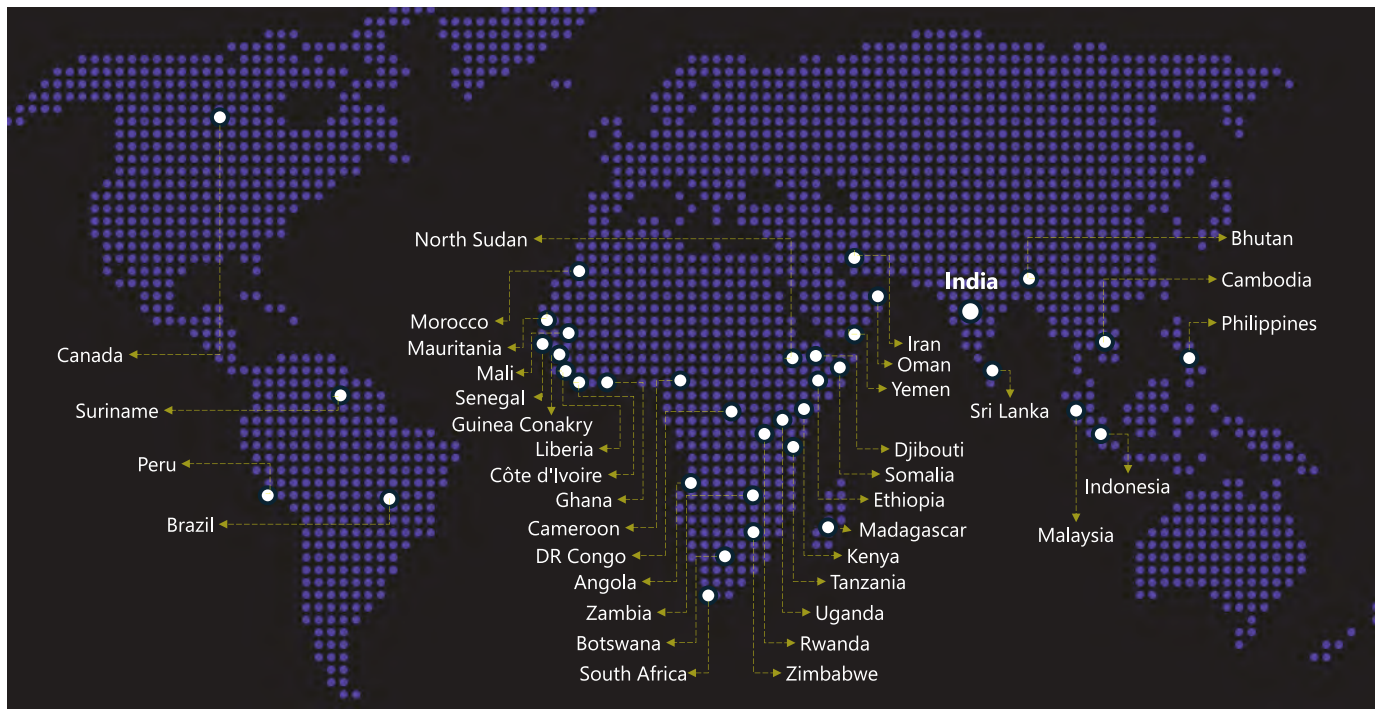 North Sudan
Bhutan
India
Cambodia
Morocco
Philippines
Mauritania
Iran
Canada
Oman
Mali
Yemen
Senegal
Suriname
Sri Lanka
Guinea Conakry
Liberia
Djibouti
Peru
Côte d'Ivoire
Somalia
Indonesia
Ghana
Ethiopia
Brazil
Cameroon
Madagascar
Malaysia
DR Congo
Kenya
Angola
Tanzania
Zambia
Uganda
Botswana
Rwanda
South Africa
Zimbabwe